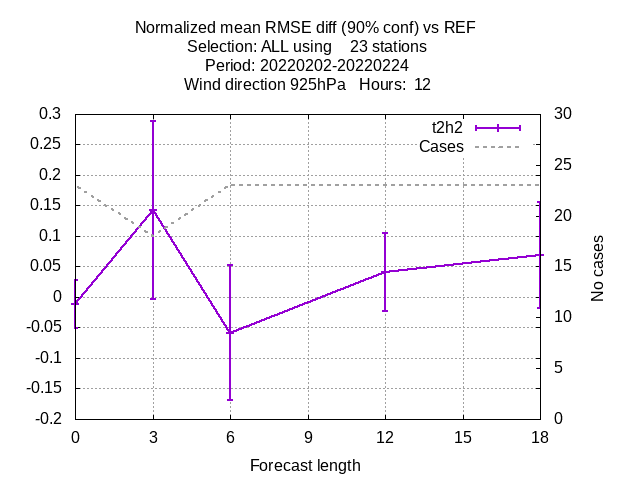 Normalized mean RMSE diff (90% conf) vs REF
Selection: ALL using    23 stations
Period: 20220202-20220224
Wind direction 925hPa   Hours:  12
t2h2
Cases
0.3
0.25
0.2
0.15
0.1
0.05
0
-0.05
-0.1
-0.15
-0.2
30
25
20
15
10
5
0
No cases
0 3 6 9 12 15 18
Forecast length